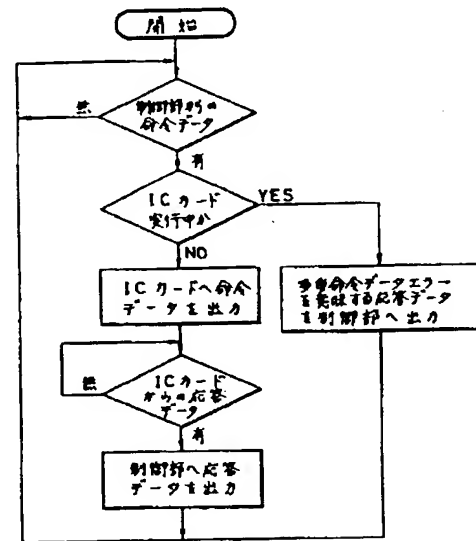 開始
制御部からの
命令データ
無
有
ICカード
実行中か
YES
NO
ICカードへ命令
データを出力
命令データエラー
を意味する応答データ
を制御部へ出力
無
ICカード
からの応答
データ
有
制御部へ応答
データを出力